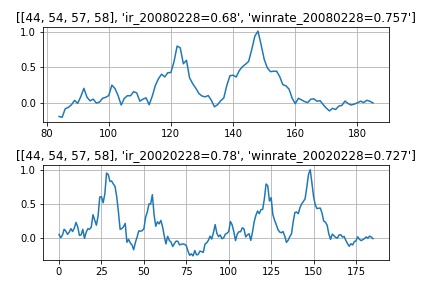 [[44, 54, 57, 58], 'ir_20080228=0.68', 'winrate_20080228=0.757']
1.0
0.5
0.0
80 100 120 140 160 180
[[44, 54, 57, 58], 'ir_20020228=0.78', 'winrate_20020228=0.727']
1.0
0.5
0.0
0 25 50 75 100 125 150 175